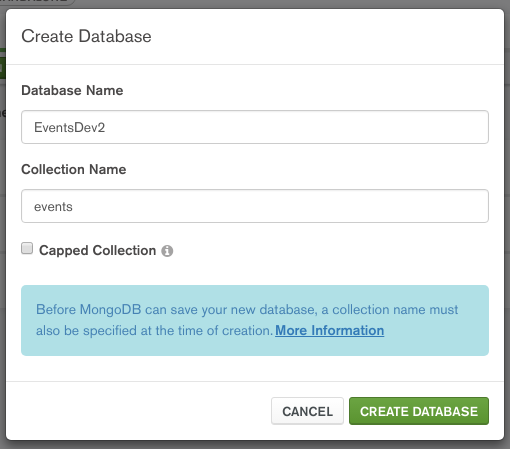 Create Database
Database Name
EventsDev2
Collection Name
events
Capped Collection
Before MongoDB can save your new database, a collection name must
also be specified at the time of creation. More Information
CANCEL CREATE DATABASE